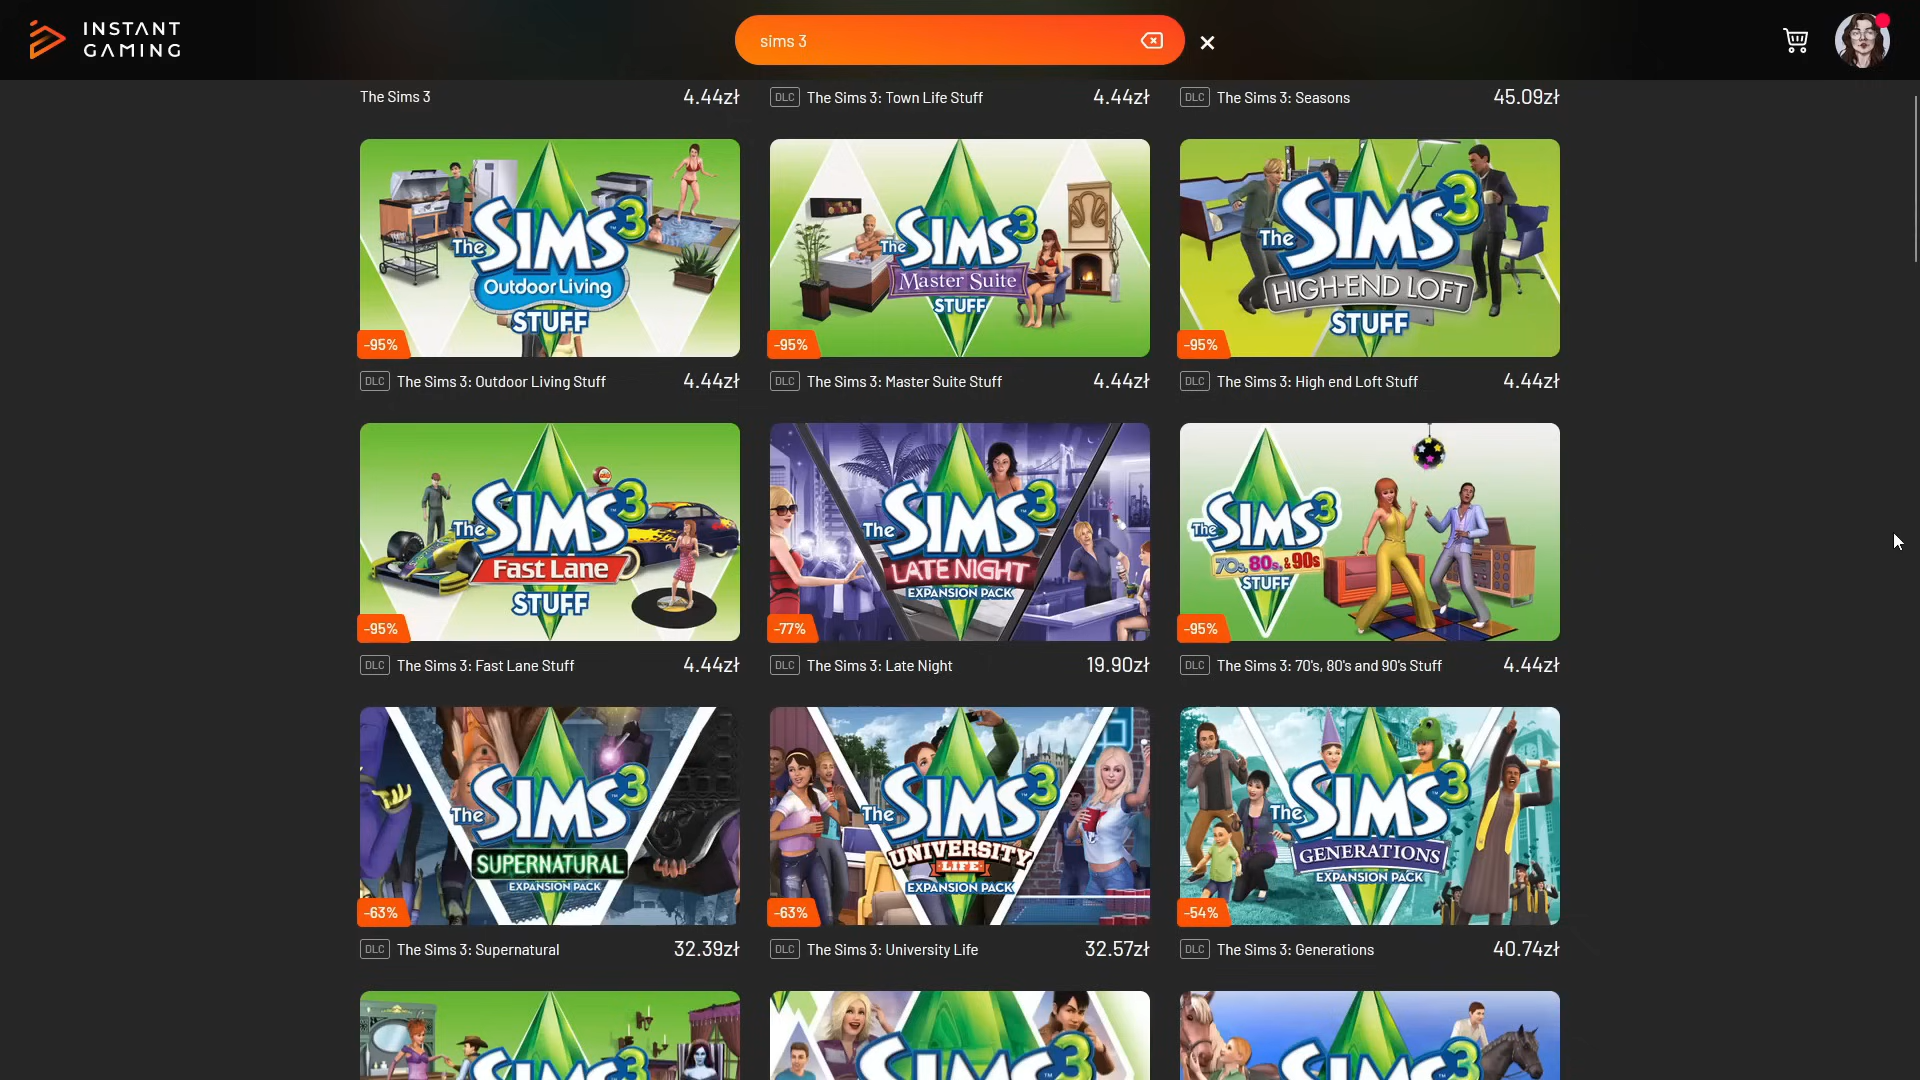 INSTANT
GAMING
sims 3
The Sims 3 4.44zł
DLC The Sims 3: Town Life Stuff 4.44zł
DLC The Sims 3: Seasons 45.09zł
The SIMS 3
Outdoor Living
STUFF
-95%
DLC The Sims 3: Outdoor Living Stuff 4.44zł
The SIMS 3
Master Suite
STUFF
-95%
DLC The Sims 3: Master Suite Stuff 4.44zł
The SIMS 3
HIGH-END LOFT
STUFF
-95%
DLC The Sims 3: High end Loft Stuff 4.44zł
The SIMS 3
Fast Lane
STUFF
-95%
DLC The Sims 3: Fast Lane Stuff 4.44zł
The SIMS 3
LATE NIGHT
EXPANSION PACK
-77%
DLC The Sims 3: Late Night 19.90zł
The SIMS 3
70s, 80s, & 90s
STUFF
-95%
DLC The Sims 3: 70's, 80's and 90's Stuff 4.44zł
The SIMS 3
SUPERNATURAL
EXPANSION PACK
-63%
DLC The Sims 3: Supernatural 32.39zł
The SIMS 3
UNIVERSITY
LIFE
EXPANSION PACK
-63%
DLC The Sims 3: University Life 32.57zł
The SIMS 3
GENERATIONS
EXPANSION PACK
-54%
DLC The Sims 3: Generations 40.74zł
SIMS 3
SIMS 3
SIMS 3